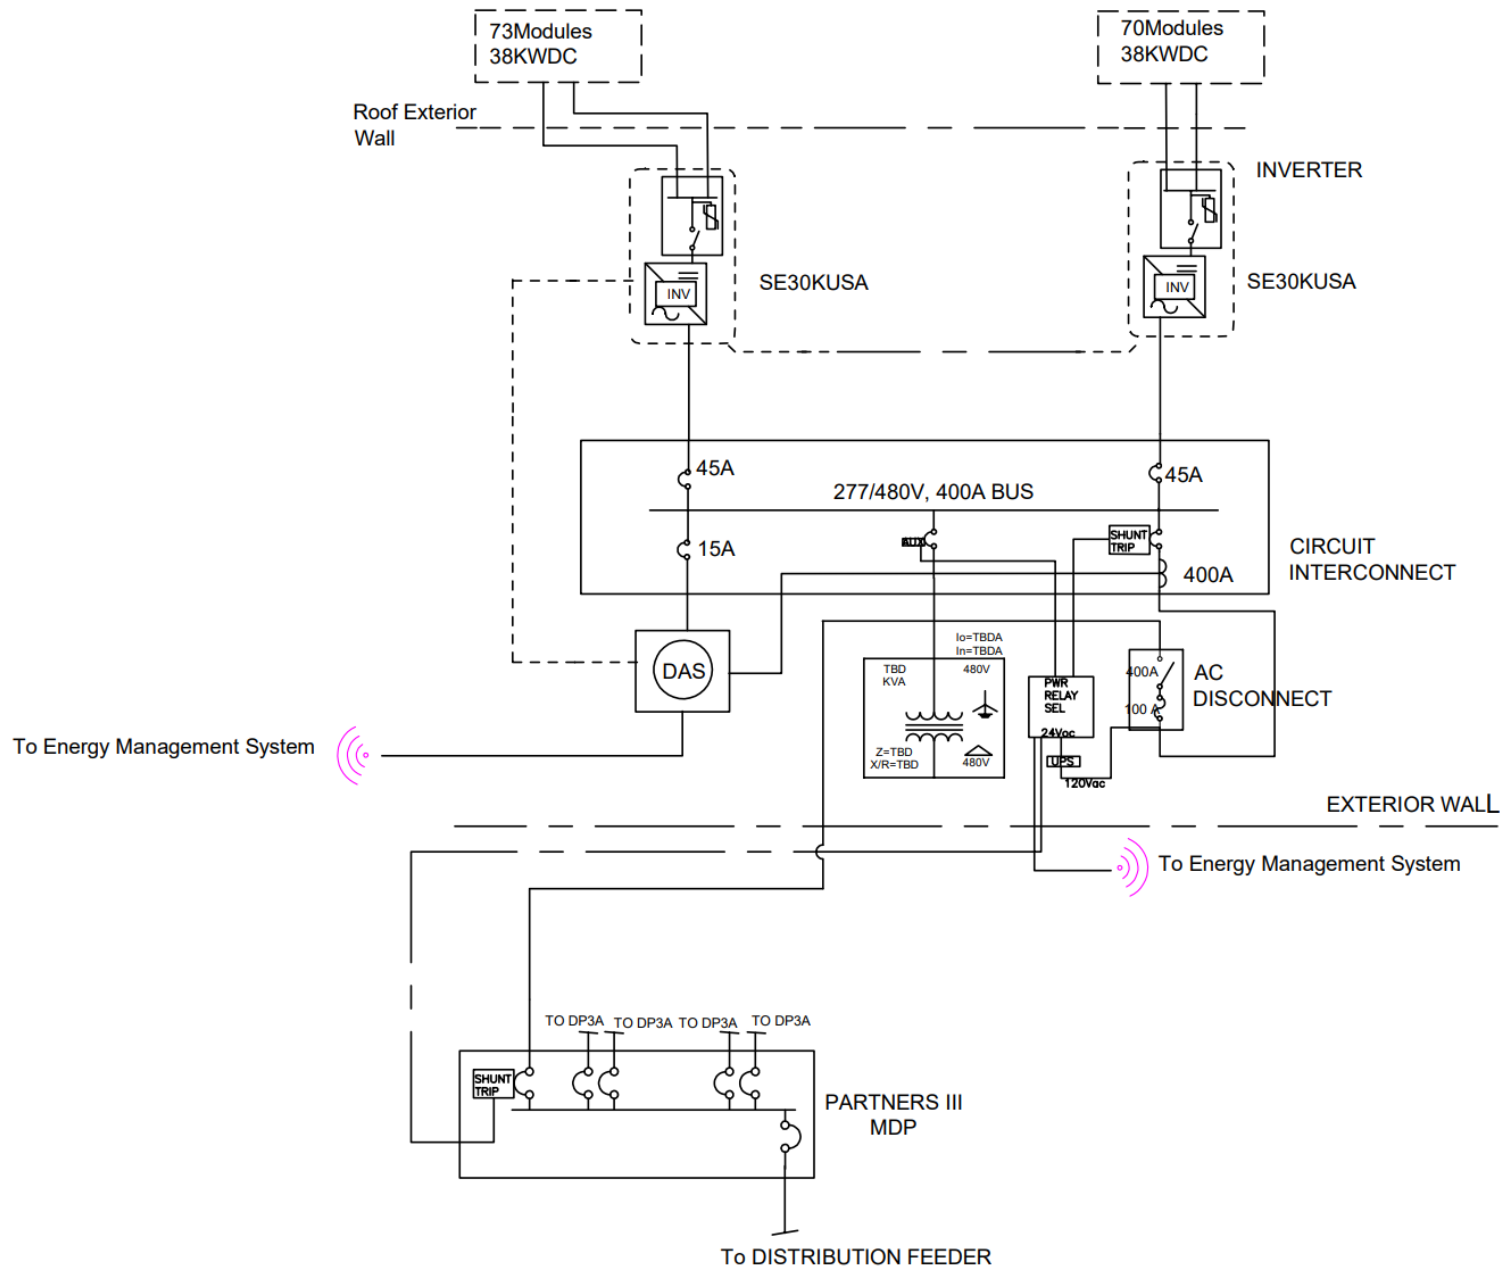 73Modules
38KWDC
70Modules
38KWDC
Roof Exterior
Wall
INVERTER
SE30KUSA
SE30KUSA
INV
INV
45A
45A
277/480V, 400A BUS
15A
AUX
SHUNT
TRIP
CIRCUIT
INTERCONNECT
400A
Io=TBDA
In=TBDA
TBD
KVA
480V
DAS
PWR
RELAY
SEL
24Voc
400A
100 A
AC
DISCONNECT
To Energy Management System
Z=TBD
X/R=TBD
480V
UPS
120Vac
EXTERIOR WALL
To Energy Management System
TO DP3A
TO DP3A
TO DP3A
TO DP3A
SHUNT
TRIP
PARTNERS III
MDP
To DISTRIBUTION FEEDER